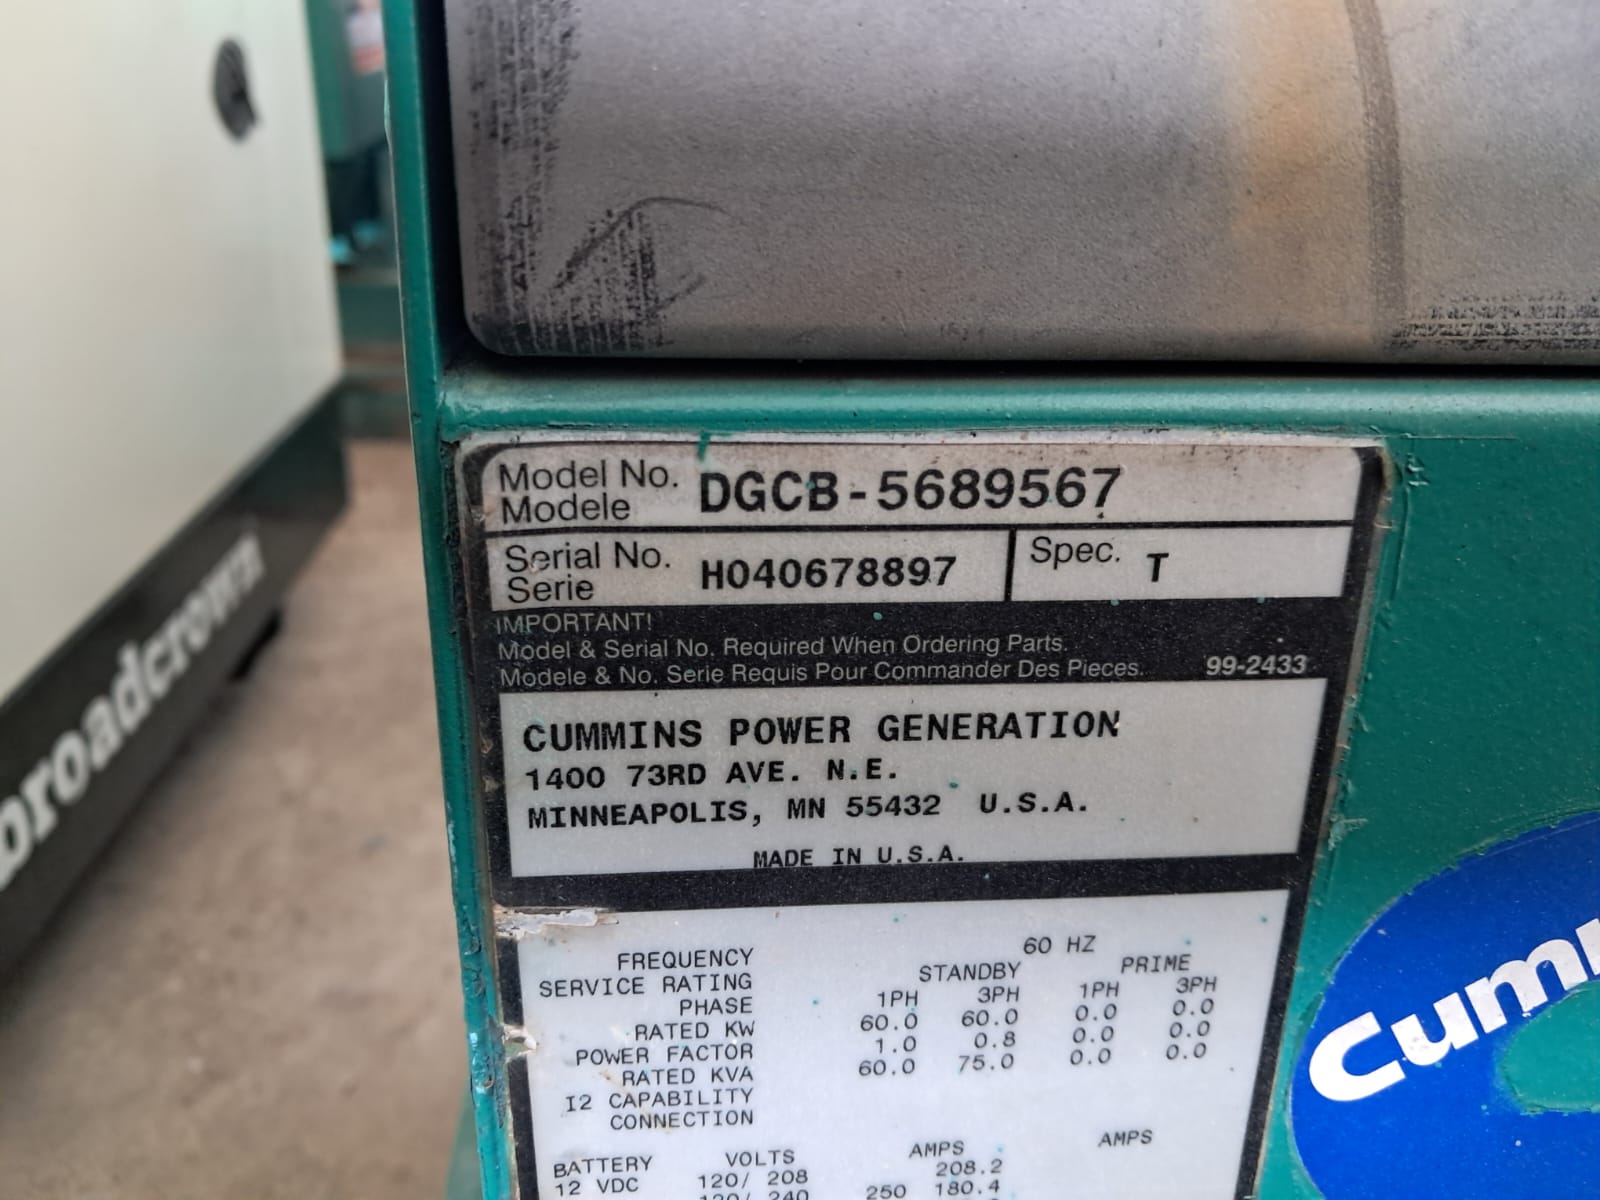 Model No. DGCB-5689567
Modele
Serial No. H040678897 Spec. T
Serie
IMPORTANT!
Model & Serial No. Required When Ordering Parts.
Modele & No. Serie Requis Pour Commander Des Pieces. 99-2433
CUMMINS POWER GENERATION
1400 73RD AVE. N.E.
MINNEAPOLIS, MN 55432 U.S.A.
MADE IN U.S.A.
FREQUENCY 60 HZ
SERVICE RATING STANDBY PRIME
PHASE 1PH 3PH 1PH 3PH
RATED KW 60.0 60.0 0.0 0.0
POWER FACTOR 1.0 0.8 0.0 0.0
RATED KVA 60.0 75.0 0.0 0.0
I2 CAPABILITY
CONNECTION
BATTERY VOLTS AMPS AMPS
12 VDC 120/ 208 208.2
120/ 240 250 180.4
broadcrown
Cumm